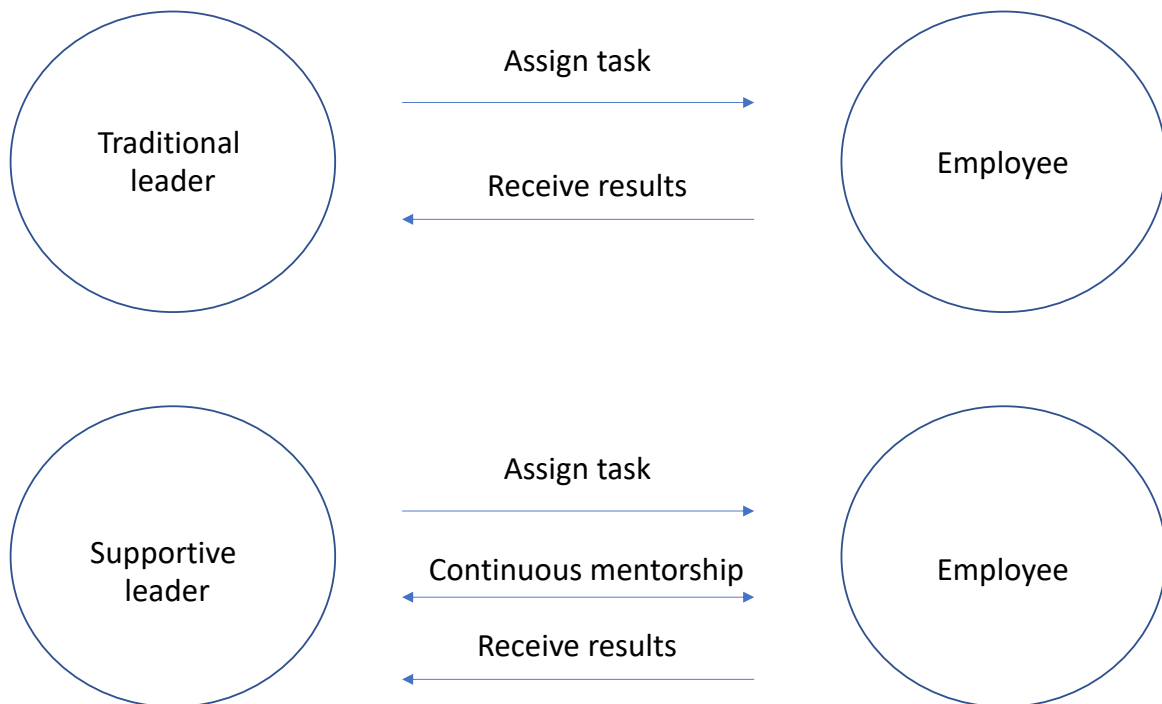 Assign task
Traditional
leader
Employee
Receive results
Assign task
Supportive
leader
Continuous mentorship
Employee
Receive results